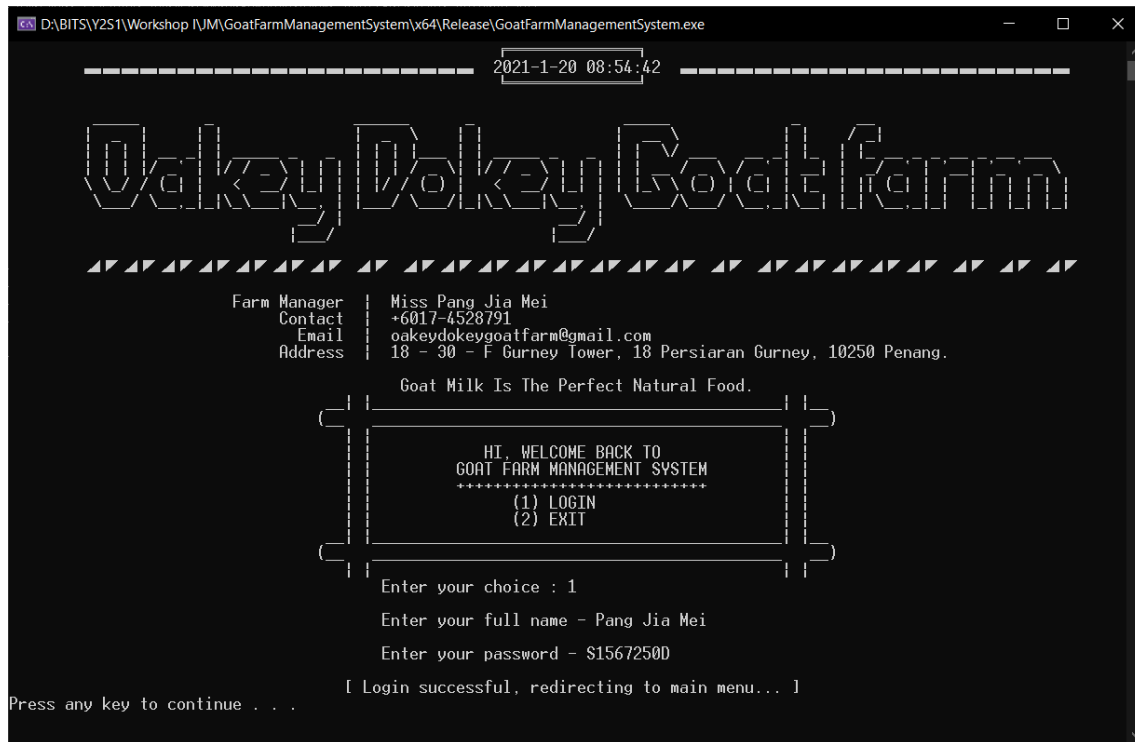 D:\BITS\Y2S1\Workshop I\JM\GoatFarmManagementSystem\x64\Release\GoatFarmManagementSystem.exe
2021-1-20 08:54:42
Oakey Dokey Goat farm
Farm Manager | Miss Pang Jia Mei
Contact | +6017-4528791
Email | oakeydokeygoatfarm@gmail.com
Address | 18 - 30 - F Gurney Tower, 18 Persiaran Gurney, 10250 Penang.
Goat Milk Is The Perfect Natural Food.
HI, WELCOME BACK TO
GOAT FARM MANAGEMENT SYSTEM
+++++++++++++++++++++++++++
(1) LOGIN
(2) EXIT
Enter your choice : 1
Enter your full name - Pang Jia Mei
Enter your password - S1567250D
[ Login successful, redirecting to main menu... ]
Press any key to continue . . .